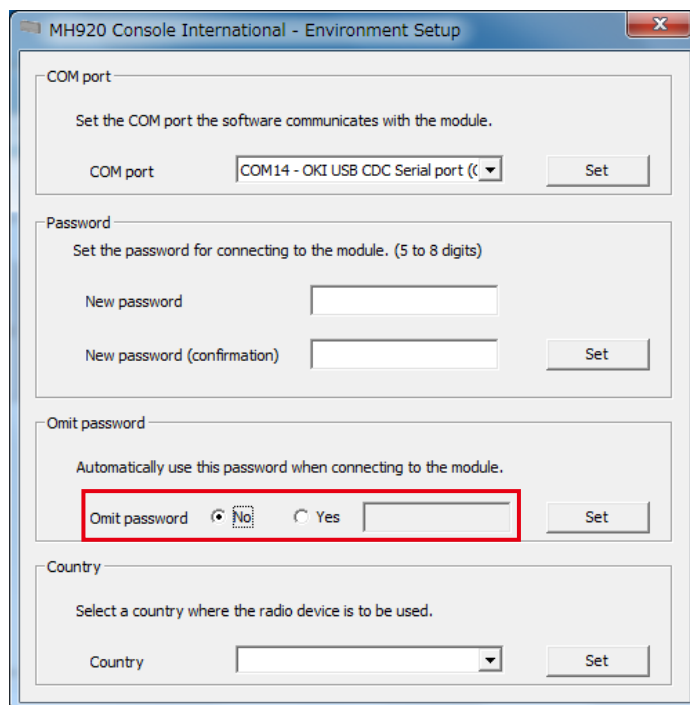 MH920 Console International - Environment Setup
COM port
Set the COM port the software communicates with the module.
COM port COM14 - OKI USB CDC Serial port (C Set
Password
Set the password for connecting to the module. (5 to 8 digits)
New password
New password (confirmation) Set
Omit password
Automatically use this password when connecting to the module.
Omit password No Yes Set
Country
Select a country where the radio device is to be used.
Country Set